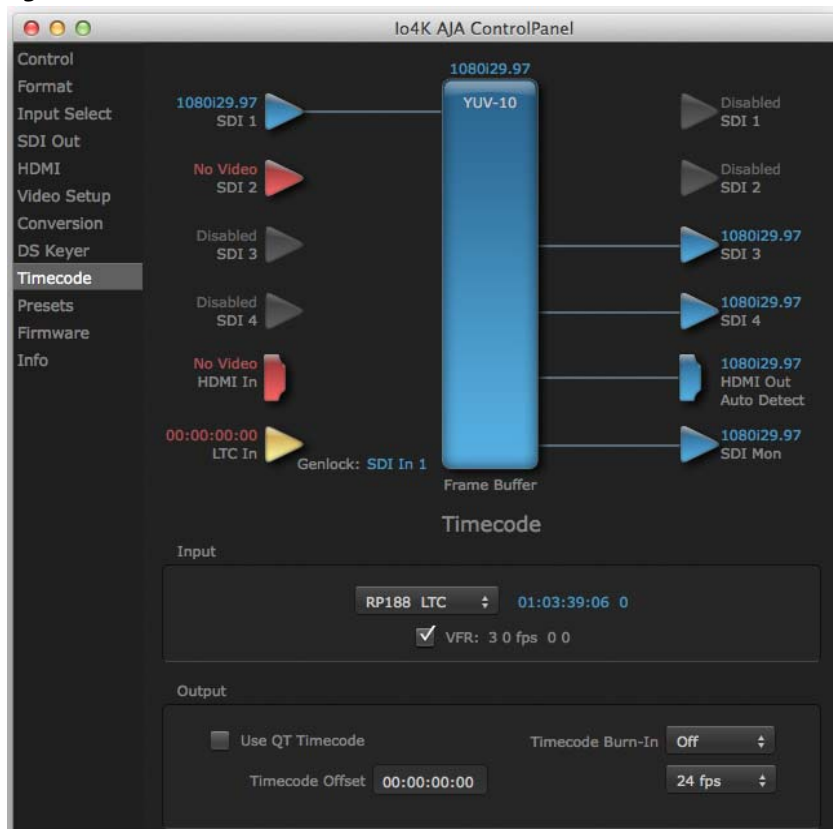 Io4K AJA ControlPanel
Control
Format
Input Select
SDI Out
HDMI
Video Setup
Conversion
DS Keyer
Timecode
Presets
Firmware
Info
1080i29.97
YUV-10
1080i29.97
SDI 1
No Video
SDI 2
Disabled
SDI 3
Disabled
SDI 4
No Video
HDMI In
00:00:00:00
LTC In
Genlock: SDI In 1
Frame Buffer
Disabled
SDI 1
Disabled
SDI 2
1080i29.97
SDI 3
1080i29.97
SDI 4
1080i29.97
HDMI Out
Auto Detect
1080i29.97
SDI Mon
Timecode
Input
RP188 LTC 01:03:39:06 0
VFR: 3 0 fps 0 0
Output
Use QT Timecode Timecode Burn-In Off
Timecode Offset 00:00:00:00 24 fps